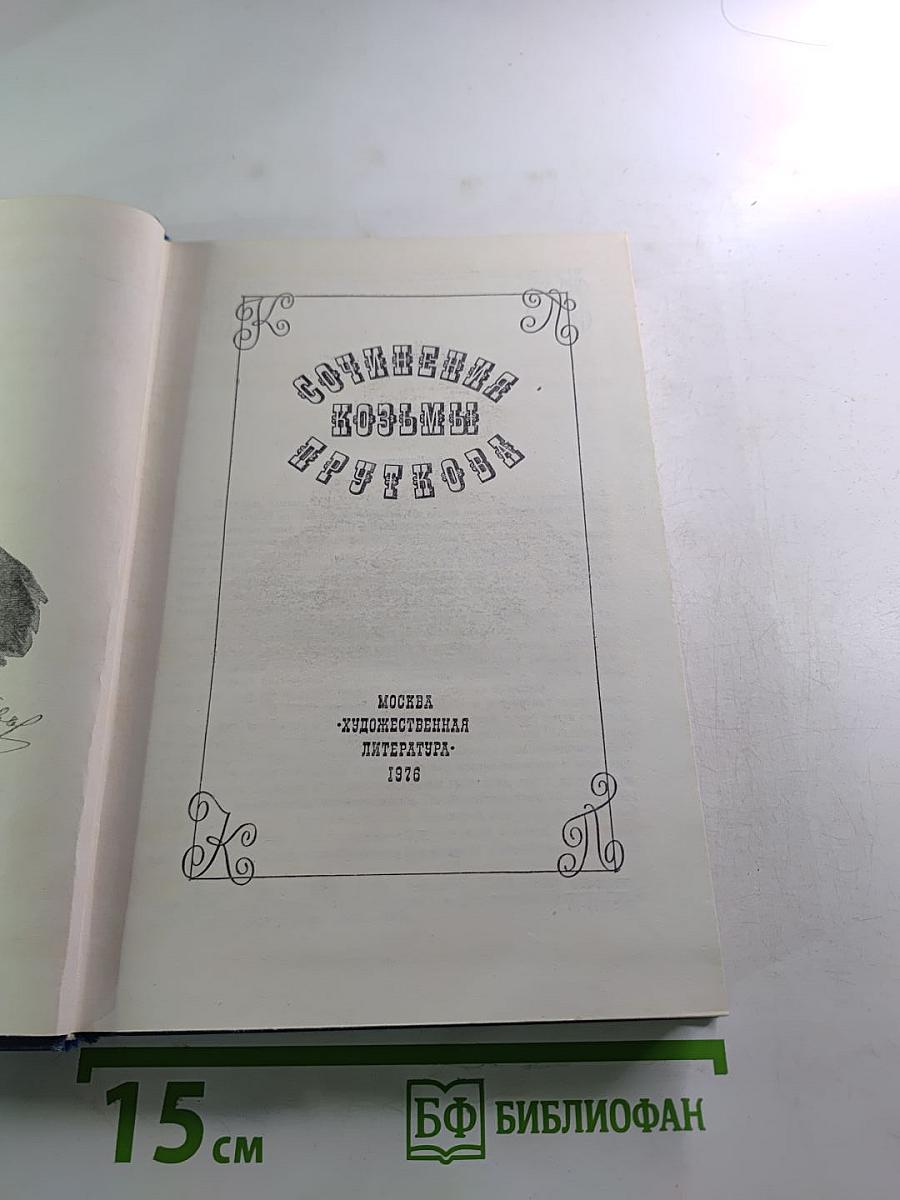 К П
СОЧИНЕНИЯ
КОЗЬМЫ
ПРУТКОВА
МОСКВА
«ХУДОЖЕСТВЕННАЯ
ЛИТЕРАТУРА»
1976
К П
15 см
БФ БИБЛИОФАН